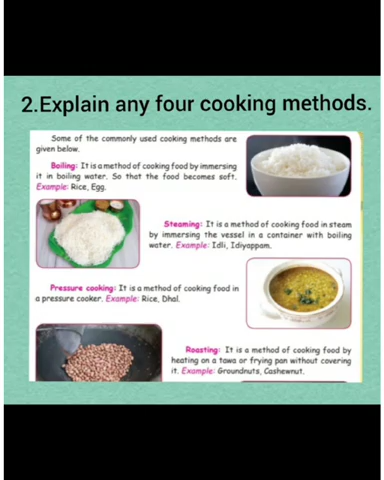 2.Explain any four cooking methods.
Some of the commonly used cooking methods are
given below.
Boiling: It is a method of cooking food by immersing
it in boiling water. So that the food becomes soft.
Example: Rice, Egg.
Steaming: It is a method of cooking food in steam
by immersing the vessel in a container with boiling
water. Example: Idli, Idiyappam.
Pressure cooking: It is a method of cooking food in
a pressure cooker. Example: Rice, Dhal.
Roasting: It is a method of cooking food by
heating on a tawa or frying pan without covering
it. Example: Groundnuts, Cashewnut.